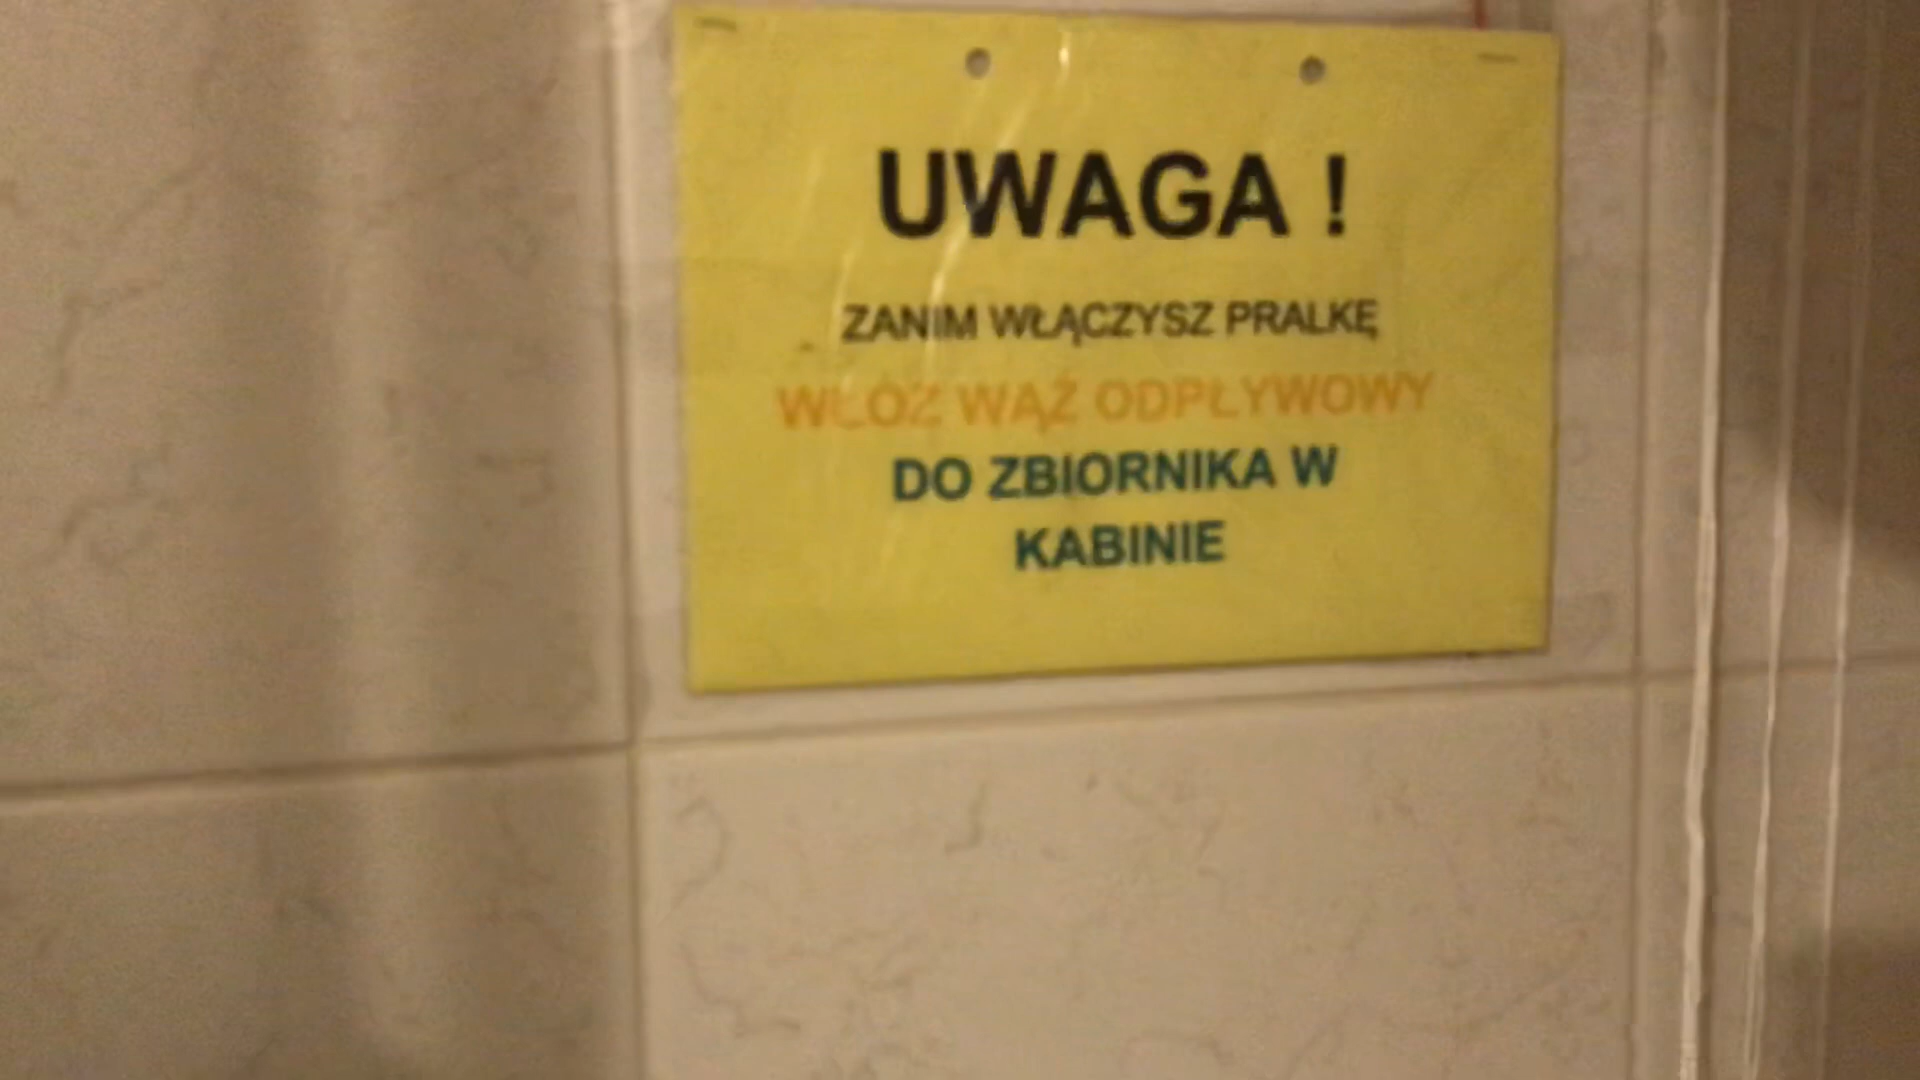 UWAGA !
ZANIM WŁĄCZYSZ PRALKĘ
WŁÓŻ WĄŻ ODPŁYWOWY
DO ZBIORNIKA W
KABINIE